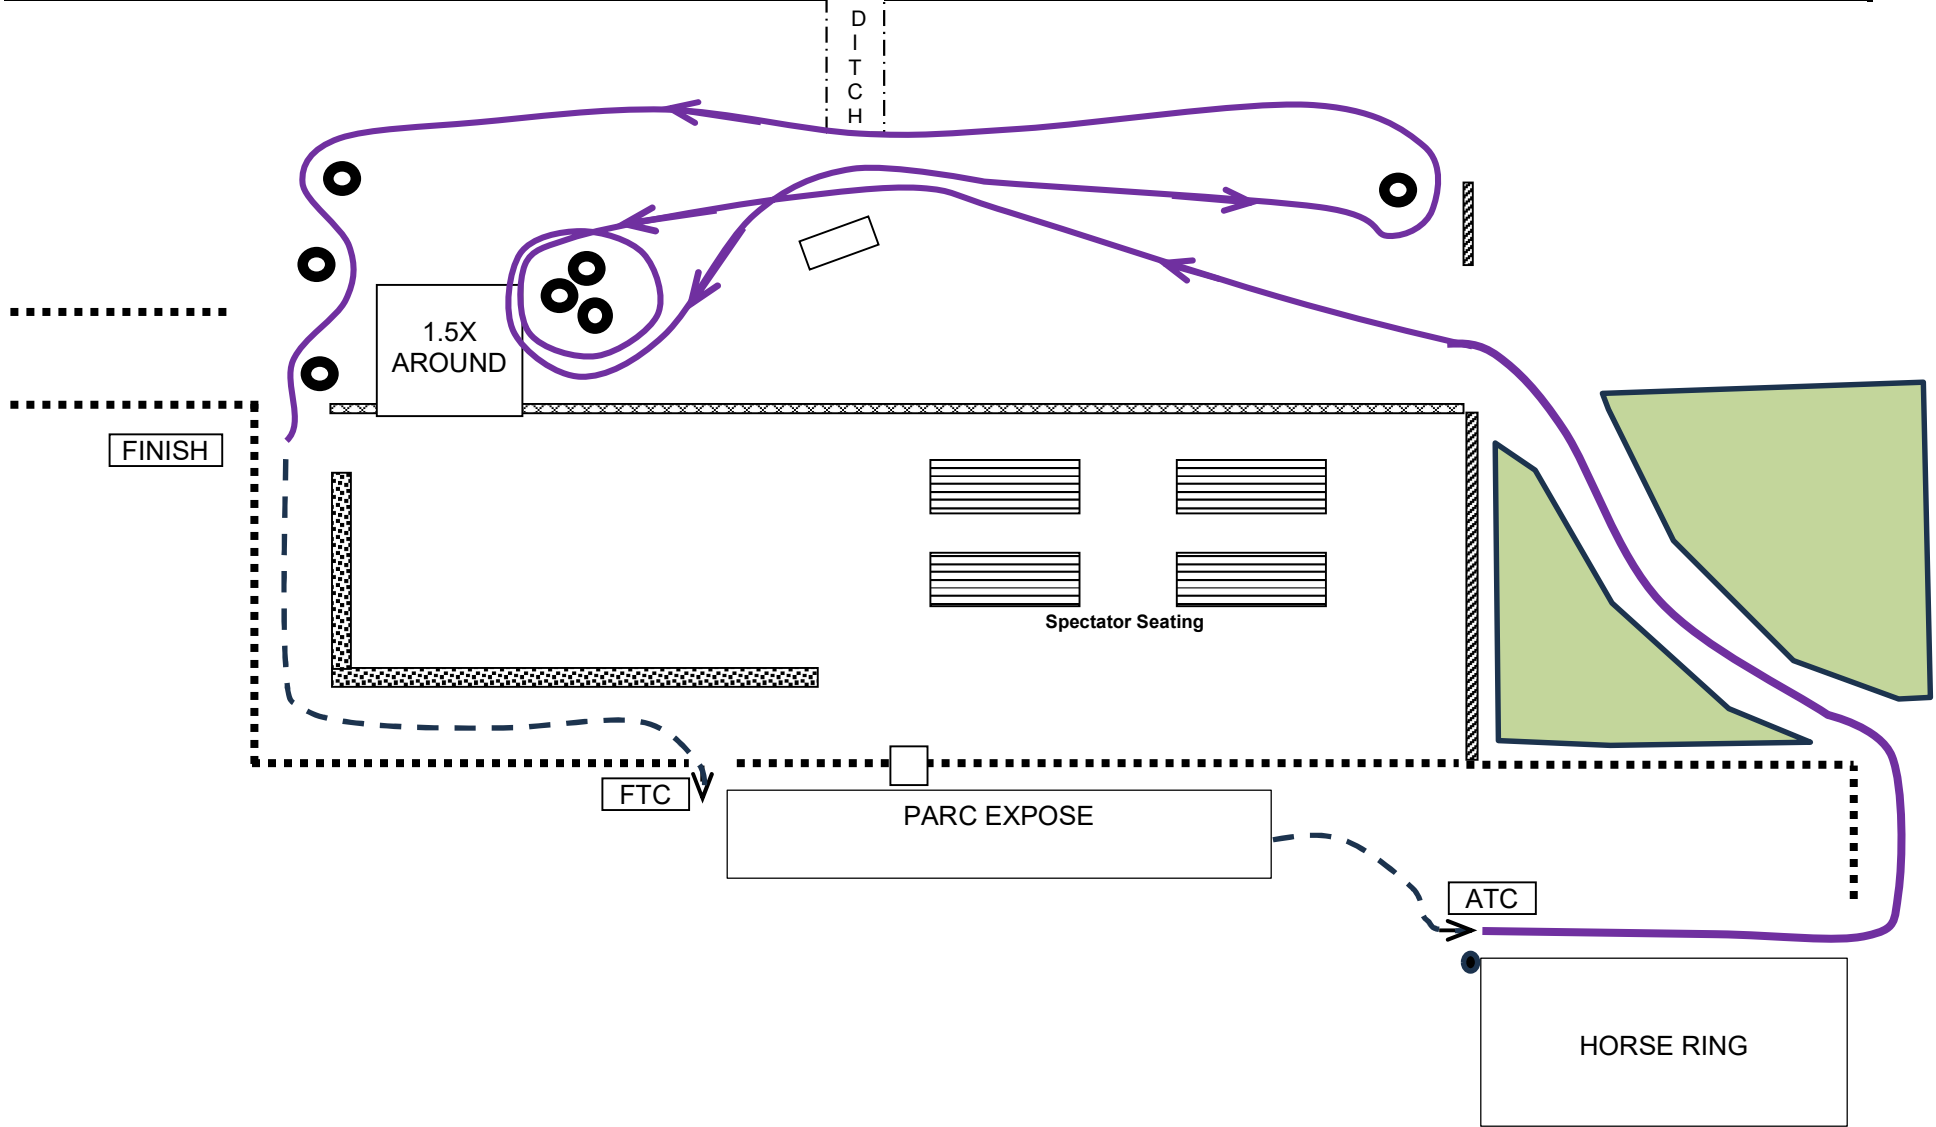 D
I
T
C
H
1.5X
AROUND
FINISH
Spectator Seating
FTC
PARC EXPOSE
ATC
HORSE RING